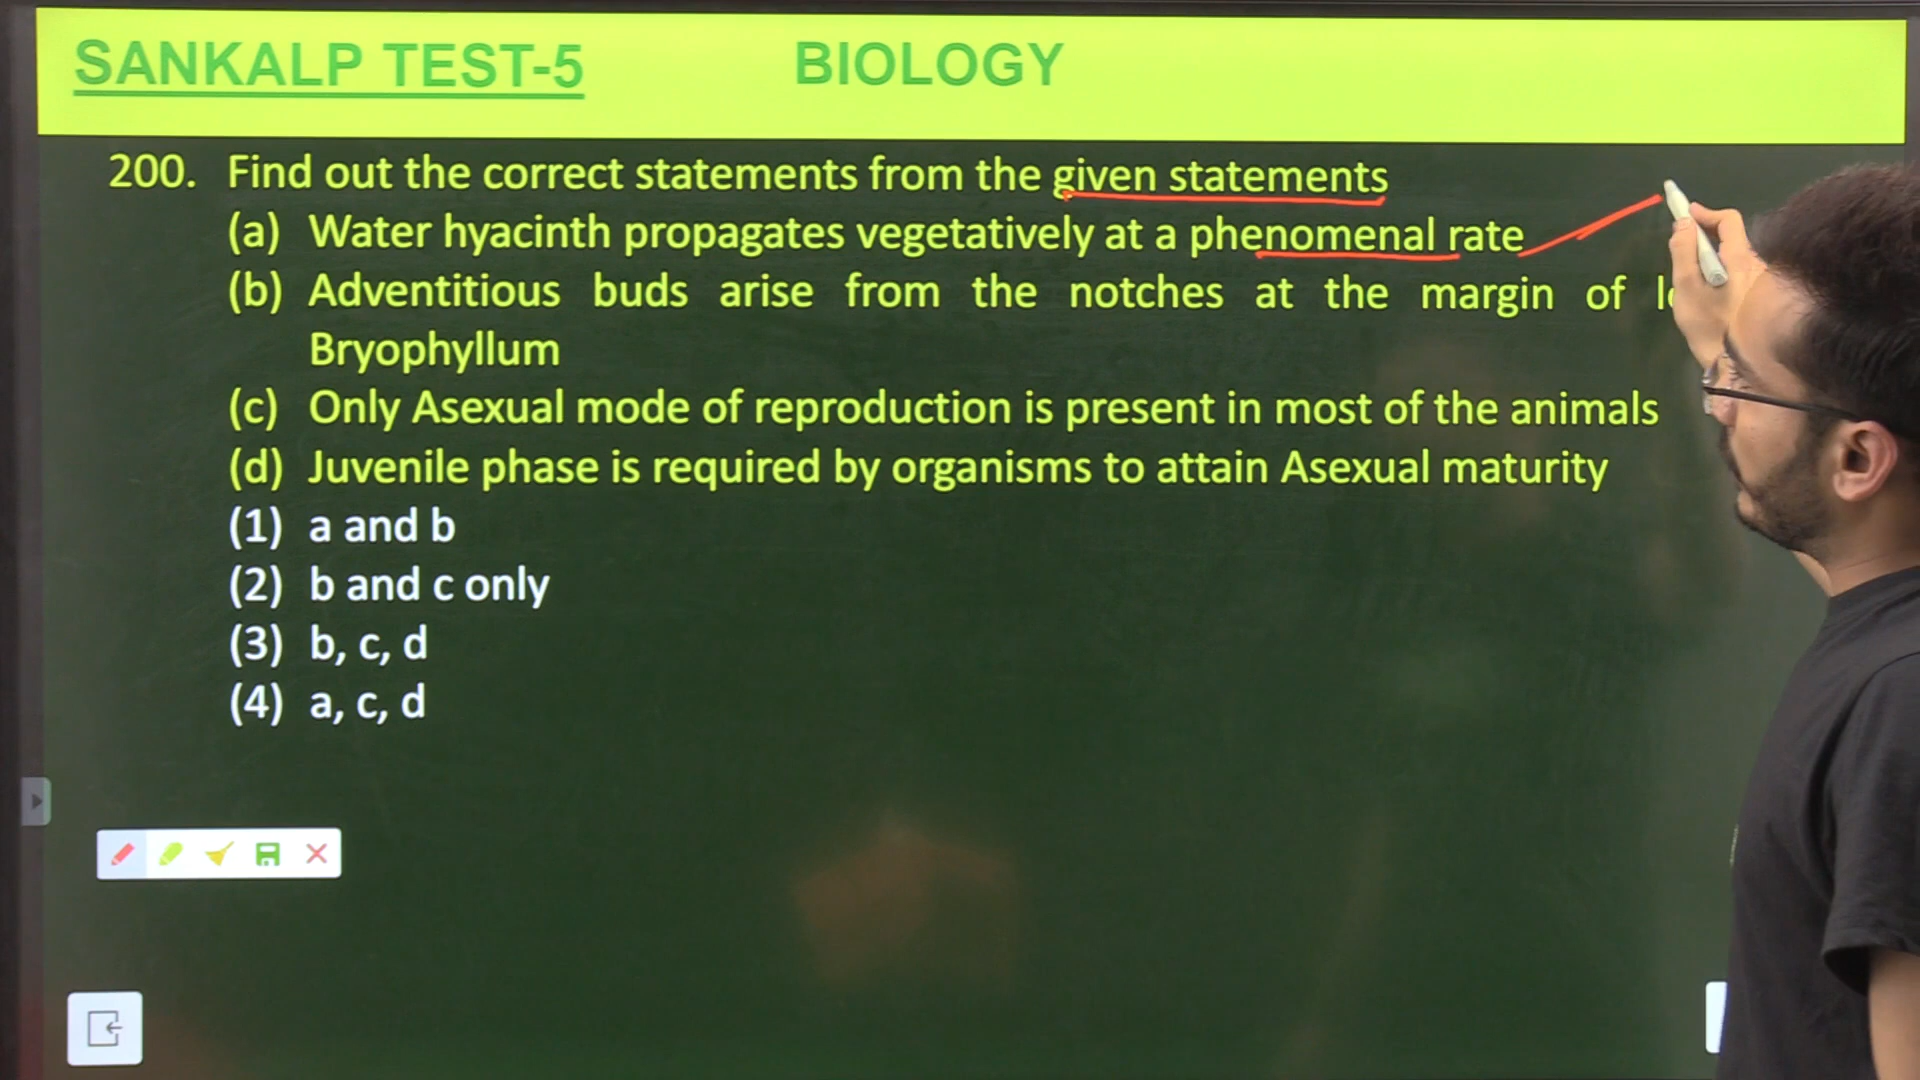 SANKALP TEST-5 BIOLOGY
200. Find out the correct statements from the given statements
(a) Water hyacinth propagates vegetatively at a phenomenal rate
(b) Adventitious buds arise from the notches at the margin of
Bryophyllum
(c) Only Asexual mode of reproduction is present in most of the animals
(d) Juvenile phase is required by organisms to attain Asexual maturity
(1) a and b
(2) b and c only
(3) b, c, d
(4) a, c, d